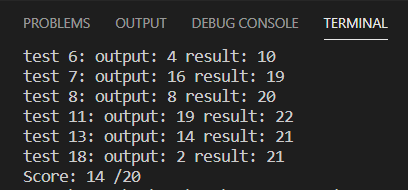 PROBLEMS OUTPUT DEBUG CONSOLE TERMINAL
test 6: output: 4 result: 10
test 7: output: 16 result: 19
test 8: output: 8 result: 20
test 11: output: 19 result: 22
test 13: output: 14 result: 21
test 18: output: 2 result: 21
Score: 14 /20